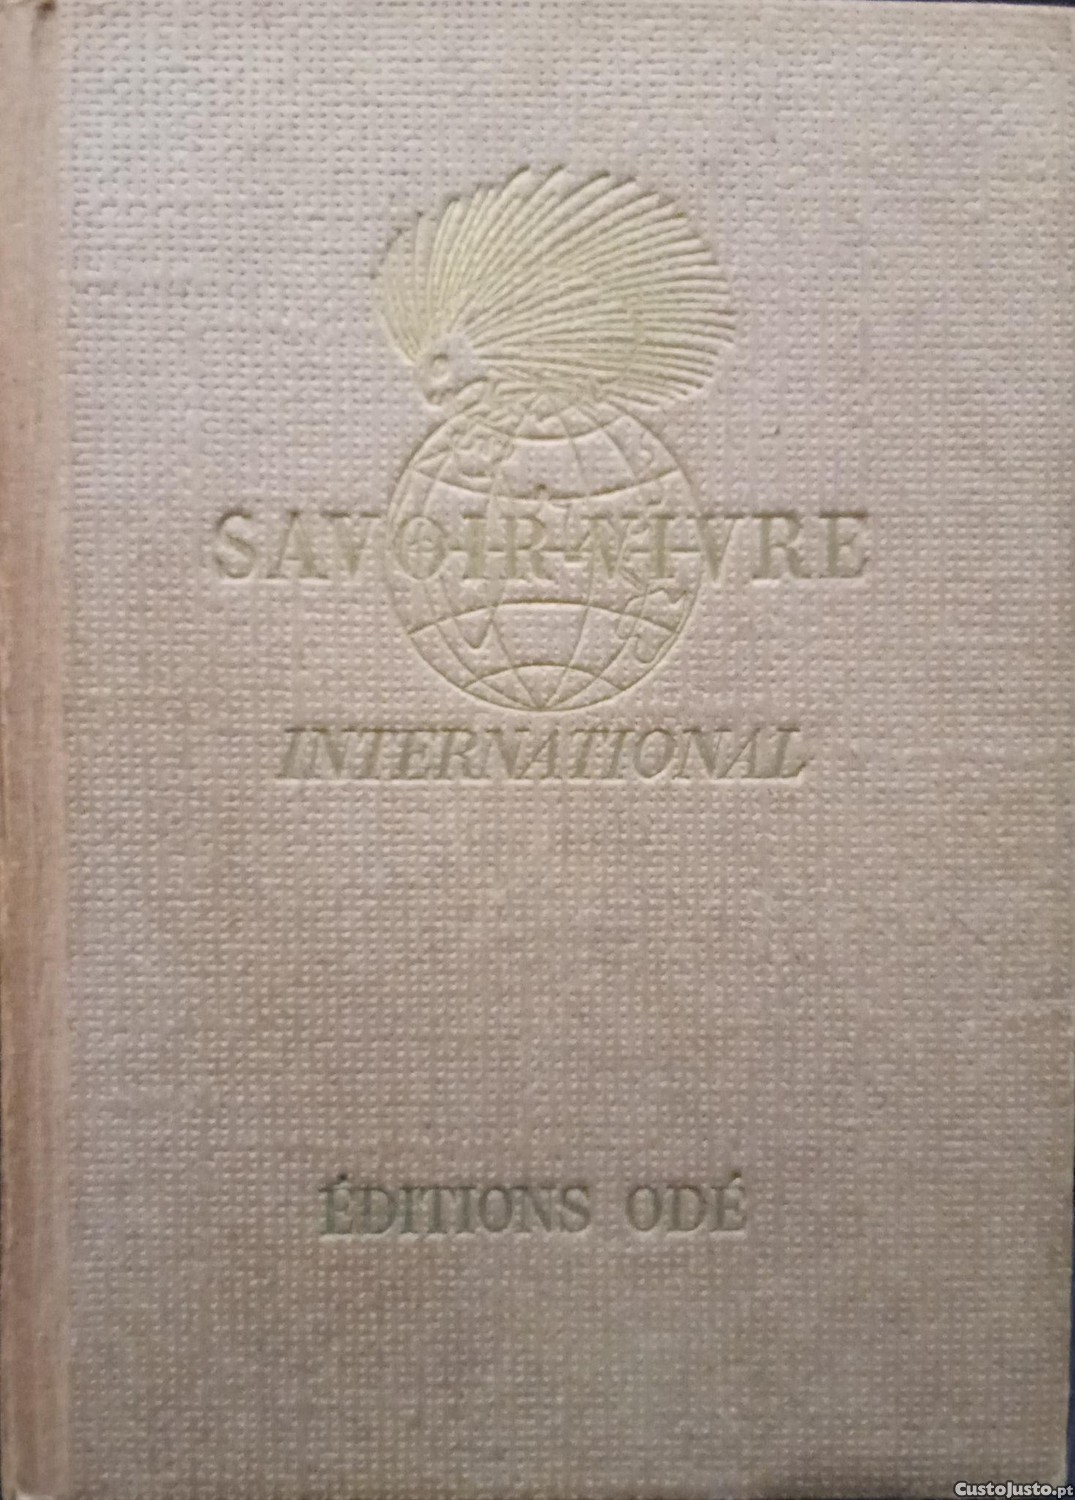 SAVOIR-VIVRE
INTERNATIONAL
ÉDITIONS ODÉ
CustoJusto.pt